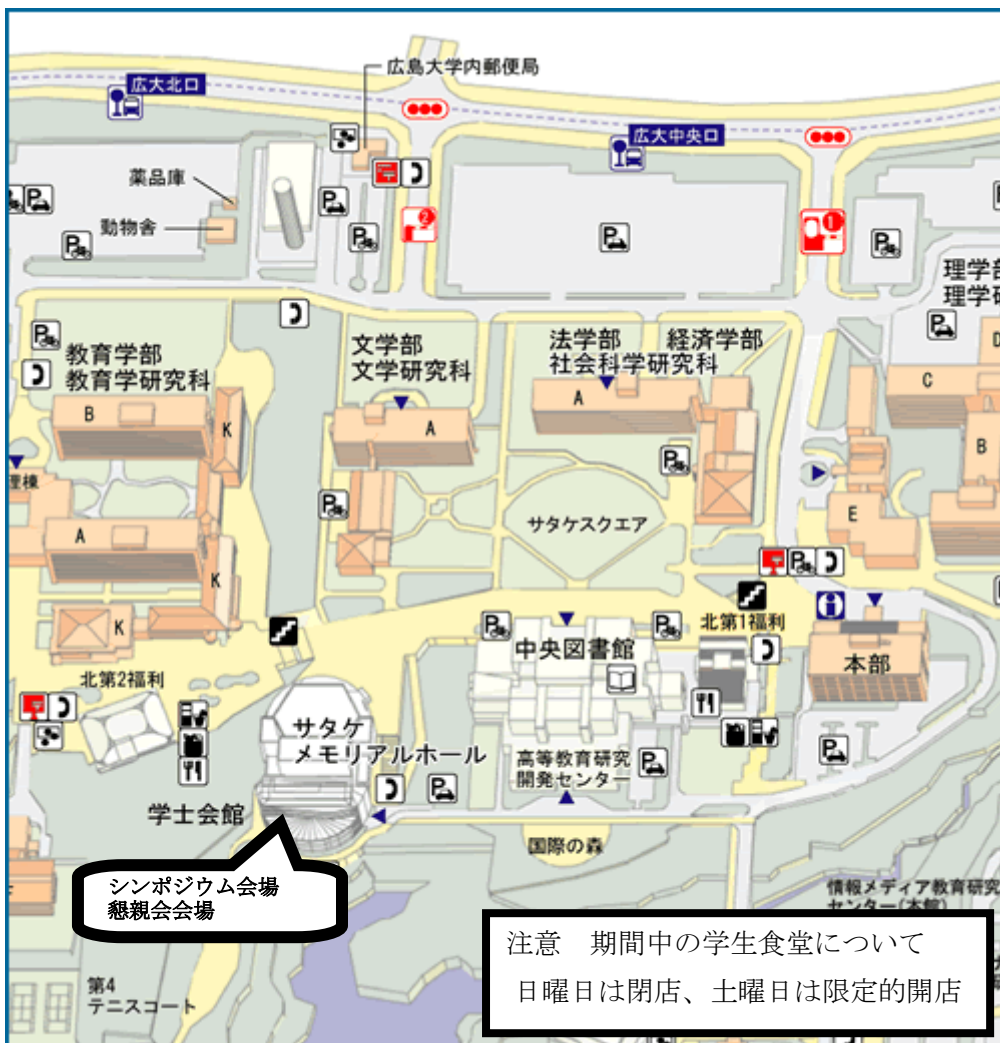 広島大学内郵便局
広大北口
広大中央口
薬品庫
動物舎
2
1
理学部
理学研
教育学部
教育学研究科
文学部
文学研究科
法学部 経済学部
社会科学研究科
D
C
B
K
A
A
B
理棟
E
サタケスクエア
A
K
K
北第1福利
中央図書館
本部
北第2福利
サタケ
メモリアルホール
高等教育研究
開発センター
学士会館
国際の森
シンポジウム会場
懇親会会場
情報メディア教育研究
センター(本館)
注意 期間中の学生食堂について
日曜日は閉店、土曜日は限定的開店
第4
テニスコート